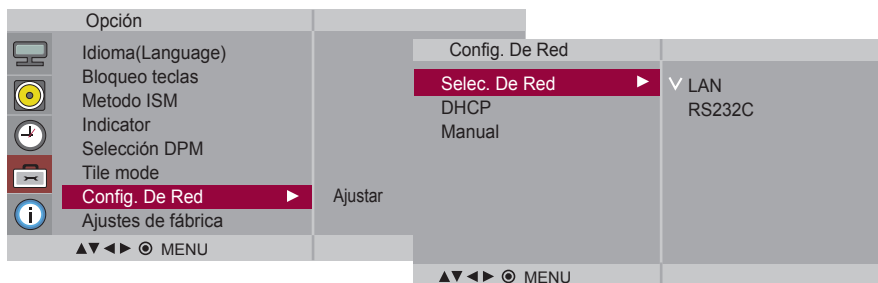 Opción
Idioma(Language)
Bloqueo teclas
Metodo ISM
Indicator
Selección DPM
Tile mode
Config. De Red ► Ajustar
Ajustes de fábrica
▲▼◄► ◉ MENU
Config. De Red
Selec. De Red ► ✓ LAN
DHCP RS232C
Manual
▲▼◄► ◉ MENU